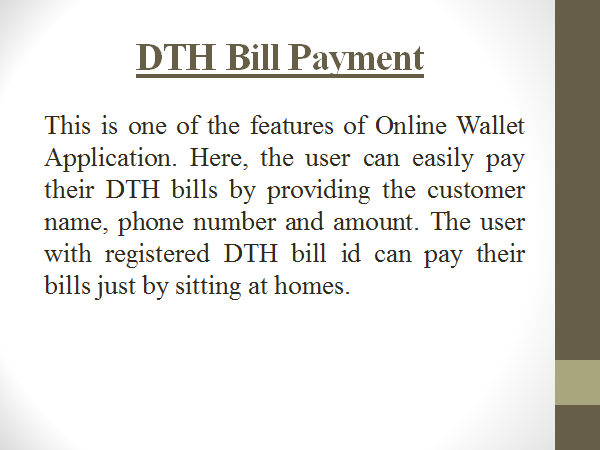 DTH Bill Payment
This is one of the features of Online Wallet
Application. Here, the user can easily pay
their DTH bills by providing the customer
name, phone number and amount. The user
with registered DTH bill id can pay their
bills just by sitting at homes.